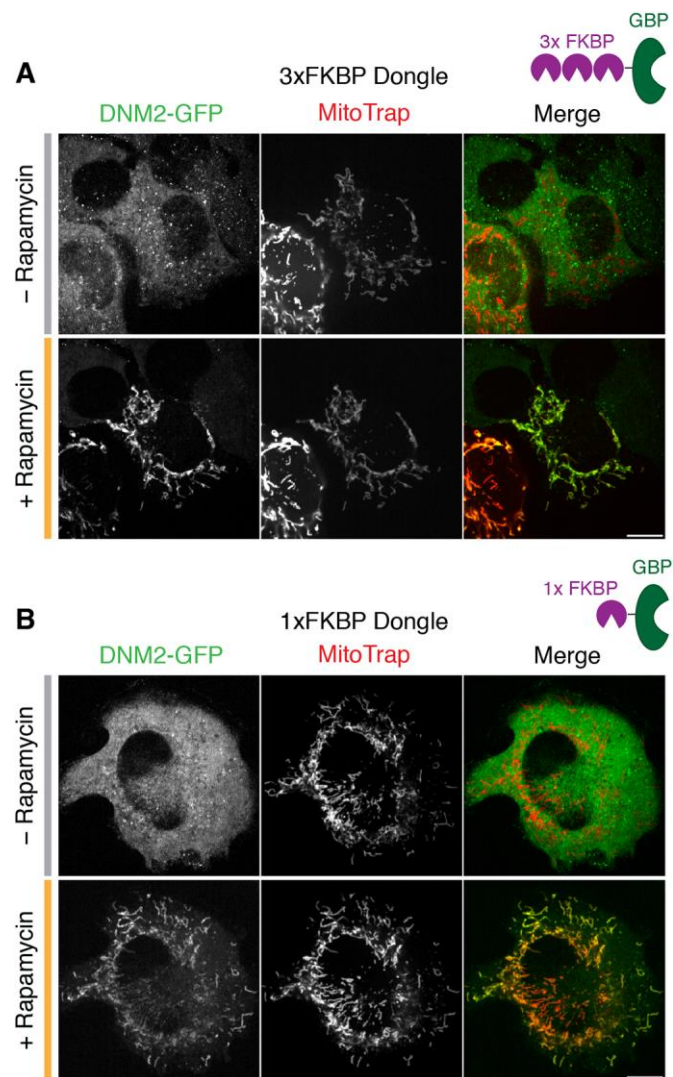 GBP
3x FKBP
A
3xFKBP Dongle
DNM2-GFP MitoTrap Merge
– Rapamycin
+ Rapamycin
GBP
1x FKBP
B
1xFKBP Dongle
DNM2-GFP MitoTrap Merge
– Rapamycin
+ Rapamycin